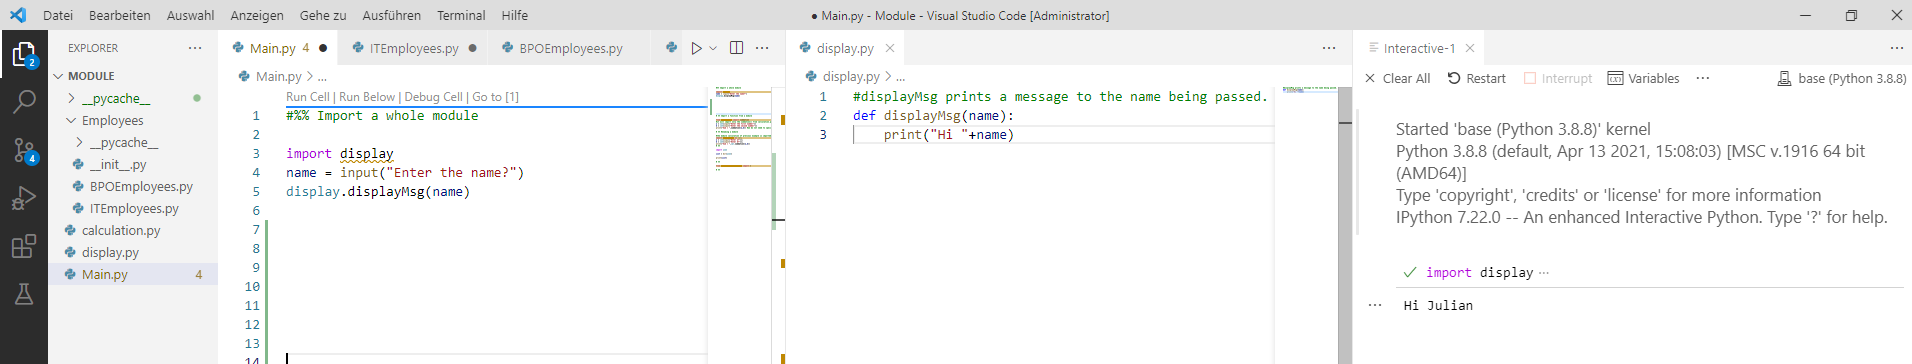 Datei Bearbeiten Auswahl Anzeigen Gehe zu Ausführen Terminal Hilfe
● Main.py - Module - Visual Studio Code [Administrator]
2
4
EXPLORER ...
MODULE
__pycache__
Employees
__pycache__
__init__.py
BPOEmployees.py
ITEmployees.py
calculation.py
display.py
Main.py 4
Main.py 4 ● ITEmployees.py ● BPOEmployees.py
Main.py > ...
Run Cell | Run Below | Debug Cell | Go to [1]
1 #%% Import a whole module
2
3 import display
4 name = input("Enter the name?")
5 display.displayMsg(name)
6
7
8
9
10
11
12
13
14
display.py
display.py > ...
1 #displayMsg prints a message to the name being passed.
2 def displayMsg(name):
3 print("Hi "+name)
Interactive-1
Clear All Restart Interrupt Variables ... base (Python 3.8.8)
Started 'base (Python 3.8.8)' kernel
Python 3.8.8 (default, Apr 13 2021, 15:08:03) [MSC v.1916 64 bit
(AMD64)]
Type 'copyright', 'credits' or 'license' for more information
IPython 7.22.0 -- An enhanced Interactive Python. Type '?' for help.
import display ...
... Hi Julian